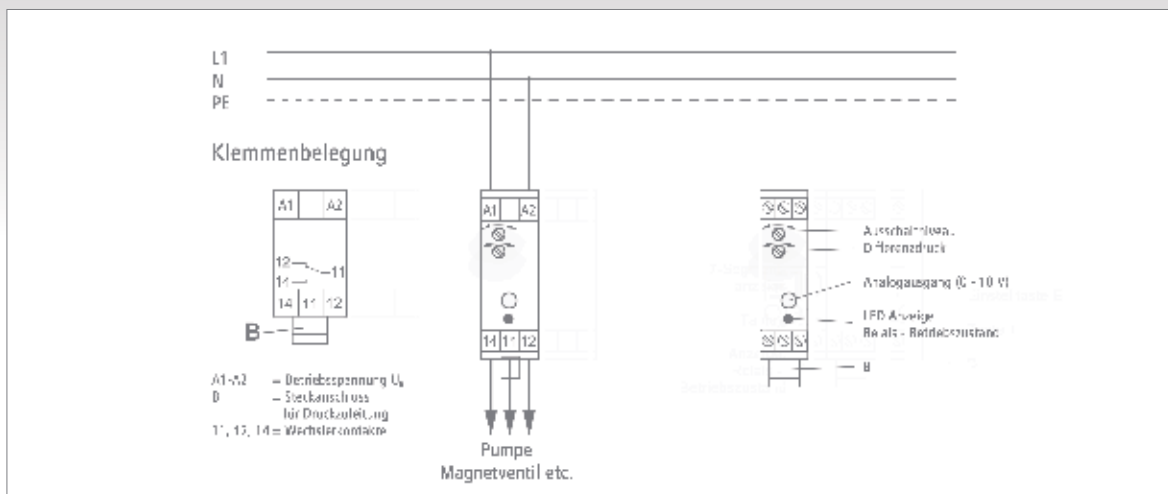 L1
N
PE
Klemmenbelegung
A1 A2
12
11
14
14 11 12
B
A1-A2 = Betriebsspannung U
B = Steckanschluss
für Druckzuleitung
11, 12, 14 = Wechslerkontakte
A1 A2
14 11 12
Pumpe
Magnetventil etc.
Ausschaltniveau
Differenzdruck
Analogausgang (0 - 10 V)
LED Anzeige
Relais - Betriebszustand
B